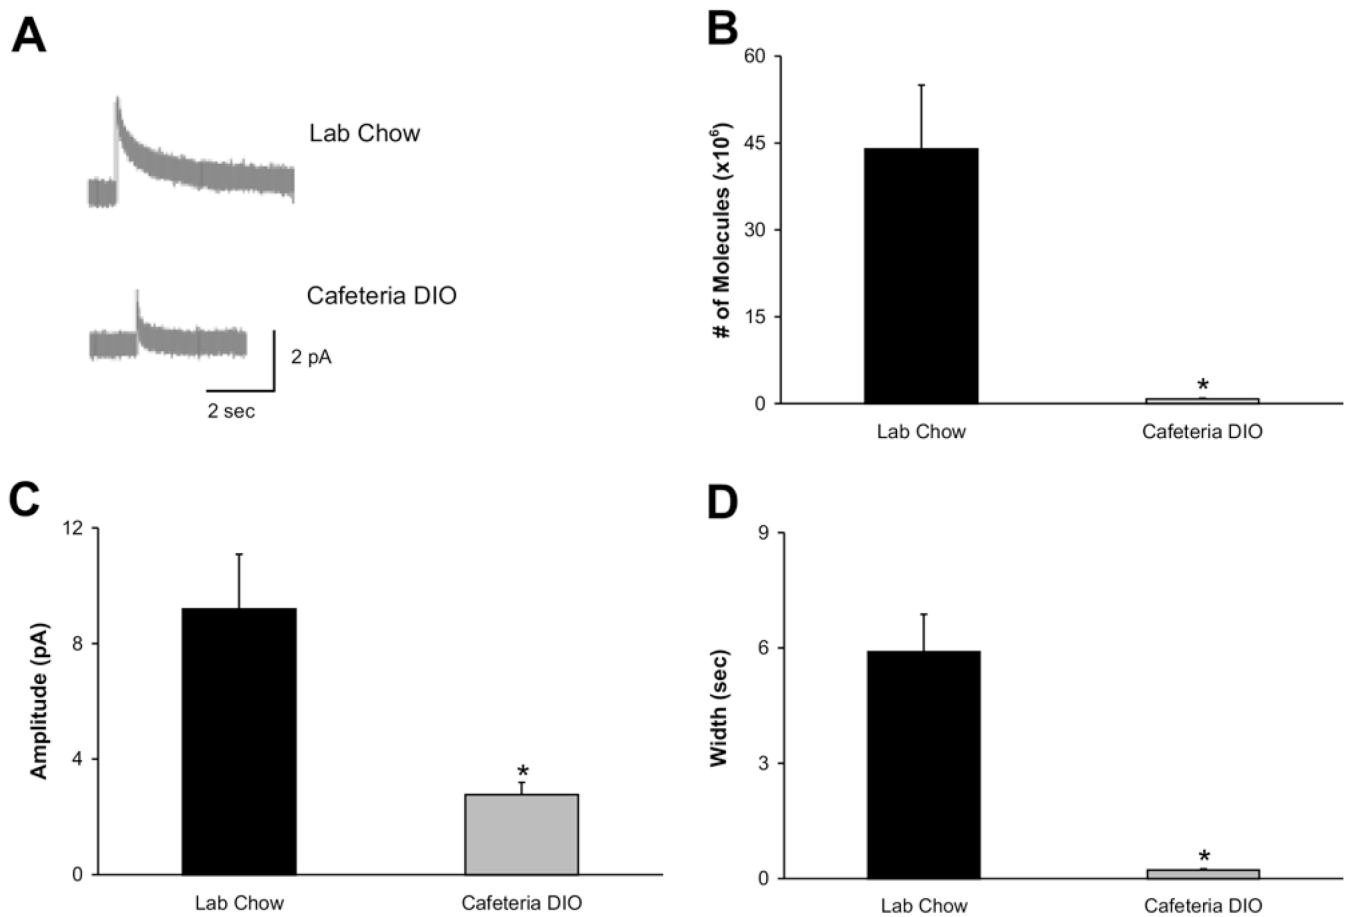 A
Lab Chow
Cafeteria DIO
2 pA
2 sec
B
60
45
30
15
0
# of Molecules (x10⁶)
*
Lab Chow
Cafeteria DIO
C
12
8
4
0
Amplitude (pA)
*
Lab Chow
Cafeteria DIO
D
9
6
3
0
Width (sec)
*
Lab Chow
Cafeteria DIO